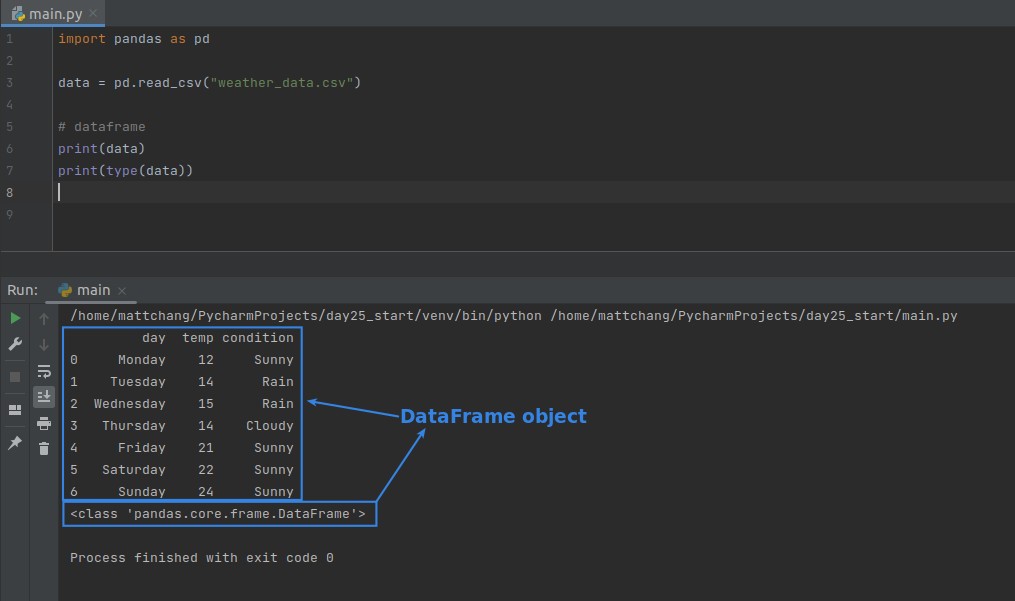 main.py
1 import pandas as pd
2
3 data = pd.read_csv("weather_data.csv")
4
5 # dataframe
6 print(data)
7 print(type(data))
8
9
Run: main
/home/mattchang/PycharmProjects/day25_start/venv/bin/python /home/mattchang/PycharmProjects/day25_start/main.py
day temp condition
0 Monday 12 Sunny
1 Tuesday 14 Rain
2 Wednesday 15 Rain
3 Thursday 14 Cloudy
DataFrame object
4 Friday 21 Sunny
5 Saturday 22 Sunny
6 Sunday 24 Sunny
<class 'pandas.core.frame.DataFrame'>
Process finished with exit code 0